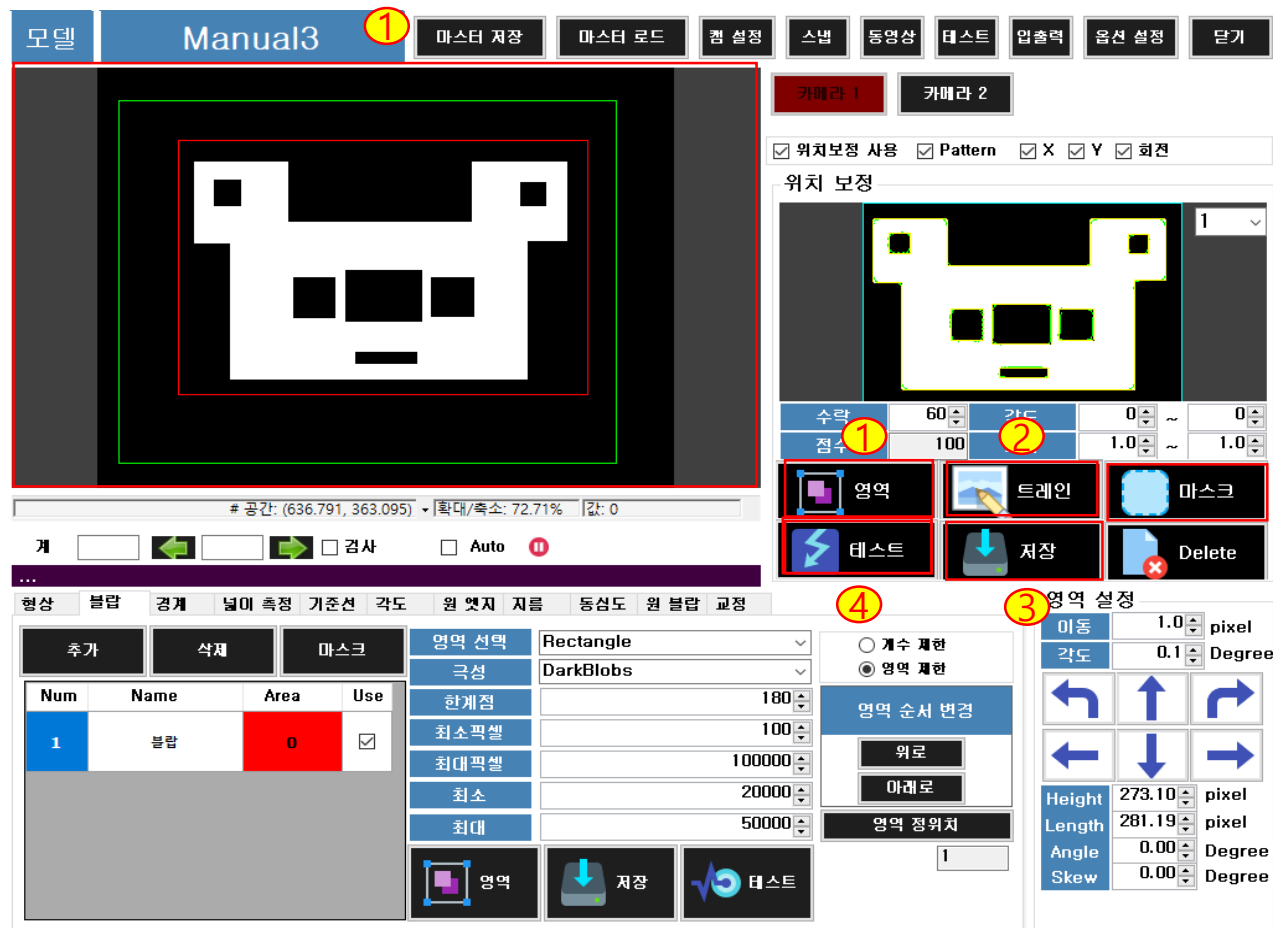 모델 Manual3 1 마스터 저장 마스터 로드 캠 설정 스냅 동영상 테스트 입출력 옵션 설정 닫기
카메라 1 카메라 2
위치보정 사용 Pattern X Y 회전
위치 보정
1
수락 60 각도 0 ~ 0
점수 1 100 2 1.0 ~ 1.0
영역 트레인 마스크
# 공간: (636.791, 363.095) 확대/축소: 72.71% 값: 0
계 검사 Auto
테스트 저장 Delete
...
형상 블랍 경계 넓이 측정 기준선 각도 원 엣지 지름 동심도 원 블랍 교정
4 3 영역 설정
추가 삭제 마스크
영역 선택 Rectangle
극성 DarkBlobs
한계점 180
최소픽셀 100
최대픽셀 100000
최소 20000
최대 50000
개수 제한
영역 제한
영역 순서 변경
위로
아래로
영역 정위치
1
이동 1.0 pixel
각도 0.1 Degree
Num Name Area Use
1 블랍 0
영역 저장 테스트
Height 273.10 pixel
Length 281.19 pixel
Angle 0.00 Degree
Skew 0.00 Degree